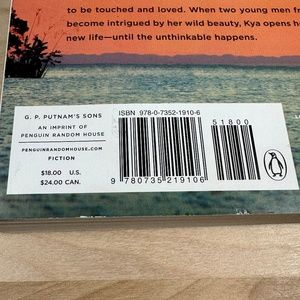 to be touched and loved. When two young men fr
become intrigued by her wild beauty, Kya opens h
new life—until the unthinkable happens.
G. P. PUTNAM'S SONS
AN IMPRINT OF
PENGUIN RANDOM HOUSE
PENGUINRANDOMHOUSE.COM
FICTION
$18.00 U.S.
$24.00 CAN.
ISBN 978-0-7352-1910-6
51800
9 780735 219106